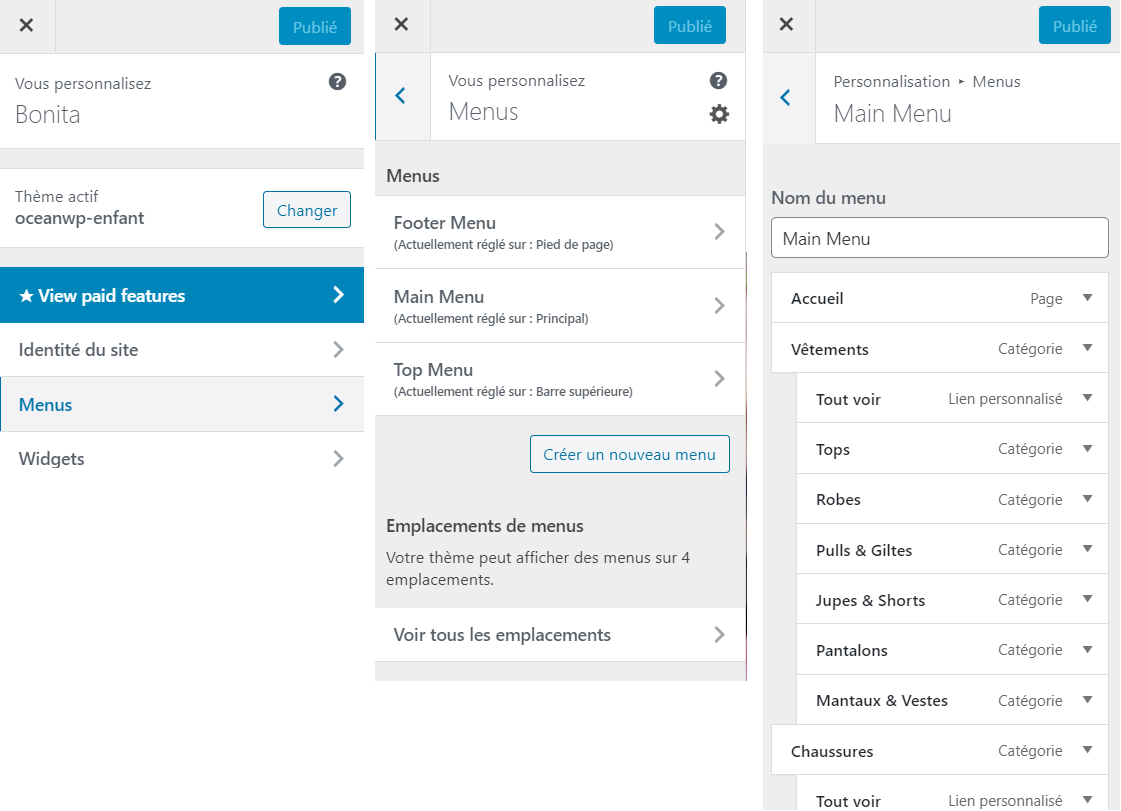 Publié
Vous personnalisez
Bonita
Thème actif
oceanwp-enfant
Changer
★ View paid features
Identité du site
Menus
Widgets
Publié
Vous personnalisez
Menus
Menus
Footer Menu
(Actuellement réglé sur : Pied de page)
Main Menu
(Actuellement réglé sur : Principal)
Top Menu
(Actuellement réglé sur : Barre supérieure)
Créer un nouveau menu
Emplacements de menus
Votre thème peut afficher des menus sur 4
emplacements.
Voir tous les emplacements
Publié
Personnalisation ▸ Menus
Main Menu
Nom du menu
Main Menu
Accueil Page
Vêtements Catégorie
Tout voir Lien personnalisé
Tops Catégorie
Robes Catégorie
Pulls & Giltes Catégorie
Jupes & Shorts Catégorie
Pantalons Catégorie
Mantaux & Vestes Catégorie
Chaussures Catégorie
Tout voir Lien personnalisé